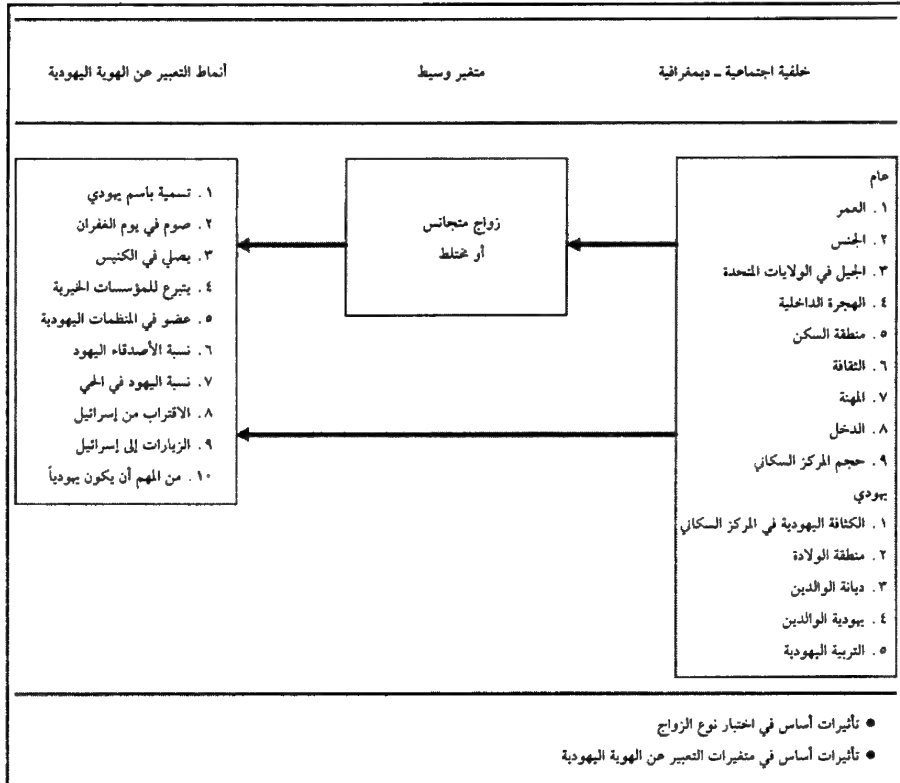 خلفية اجتماعية ـ ديمغرافية
متغير وسيط
أنماط التعبير عن الهوية اليهودية
عام
١. العمر
٢. الجنس
٣. الجيل في الولايات المتحدة
٤. الهجرة الداخلية
٥. منطقة السكن
٦. الثقافة
٧. المهنة
٨. الدخل
٩. حجم المركز السكاني
يهودي
١. الكثافة اليهودية في المركز السكاني
٢. منطقة الولادة
٣. ديانة الوالدين
٤. يهودية الوالدين
٥. التربية اليهودية
زواج متجانس
أو مختلط
١. تسمية باسم يهودي
٢. صوم في يوم الغفران
٣. يصلي في الكنيس
٤. يتبرع للمؤسسات الخيرية
٥. عضو في المنظمات اليهودية
٦. نسبة الأصدقاء اليهود
٧. نسبة اليهود في الحي
٨. الاقتراب من إسرائيل
٩. الزيارات إلى إسرائيل
١٠. من المهم أن يكون يهودياً
● تأثيرات أساس في اختبار نوع الزواج
● تأثيرات أساس في متغيرات التعبير عن الهوية اليهودية